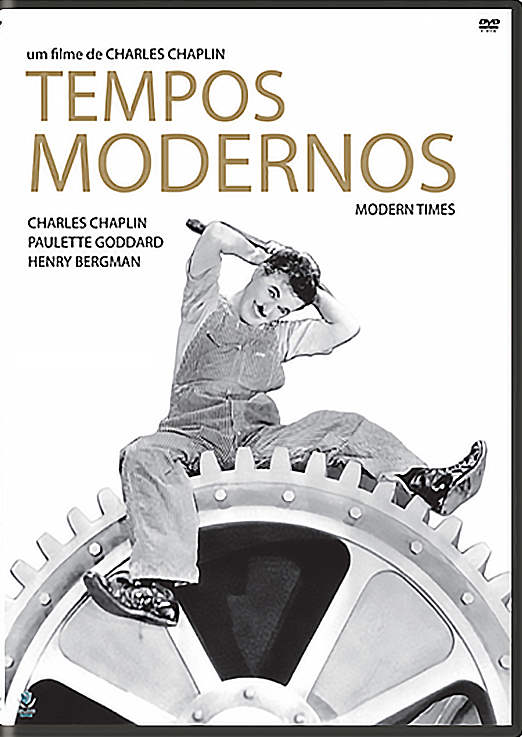 DVD
um filme de CHARLES CHAPLIN
TEMPOS
MODERNOS
MODERN TIMES
CHARLES CHAPLIN
PAULETTE GODDARD
HENRY BERGMAN